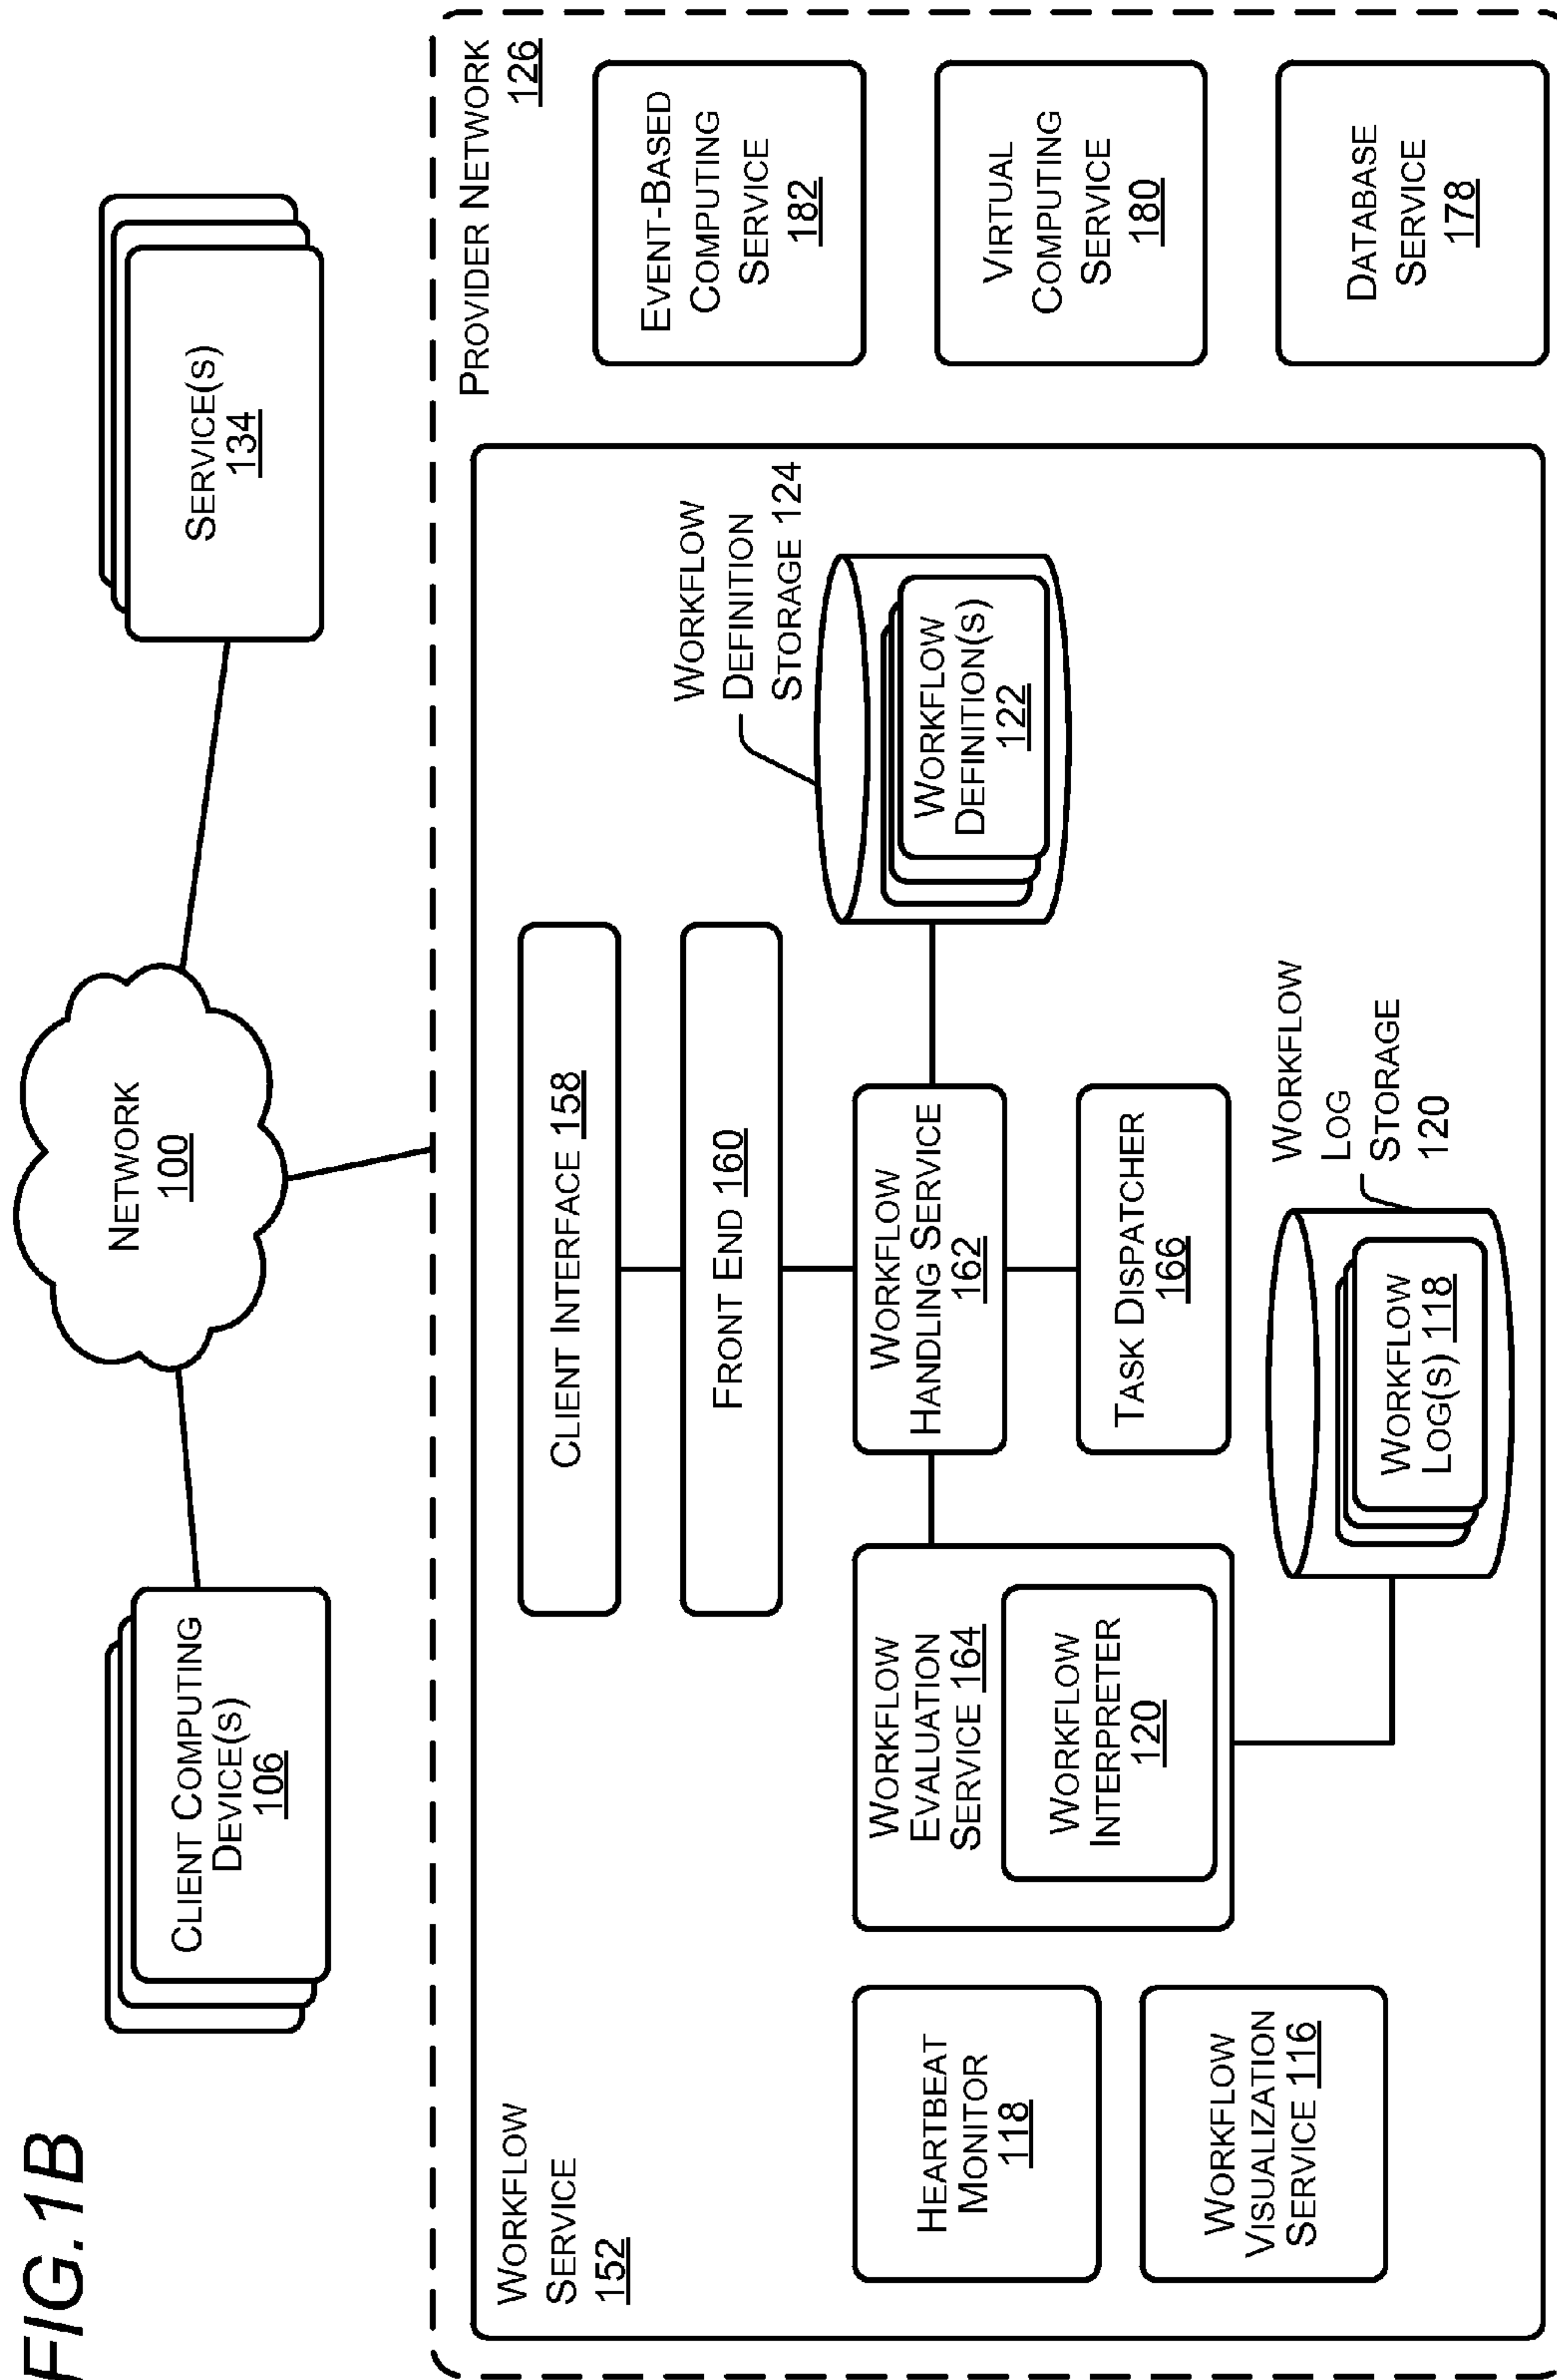 FIG.1B
NETWORK
100
CLIENT COMPUTING
DEVICE(S)
106
SERVICE(S)
134
PROVIDER NETWORK
126
WORKFLOW
SERVICE
152
CLIENT INTERFACE 158
FRONT END 160
WORKFLOW
DEFINITION
STORAGE 124
WORKFLOW
DEFINITION(S)
122
HEARTBEAT
MONITOR
118
WORKFLOW
EVALUATION
SERVICE 164
WORKFLOW
INTERPRETER
120
WORKFLOW
HANDLING SERVICE
162
TASK DISPATCHER
166
WORKFLOW
VISUALIZATION
SERVICE 116
WORKFLOW
LOG
STORAGE
120
WORKFLOW
LOG(S) 118
EVENT-BASED
COMPUTING
SERVICE
182
VIRTUAL
COMPUTING
SERVICE
180
DATABASE
SERVICE
178